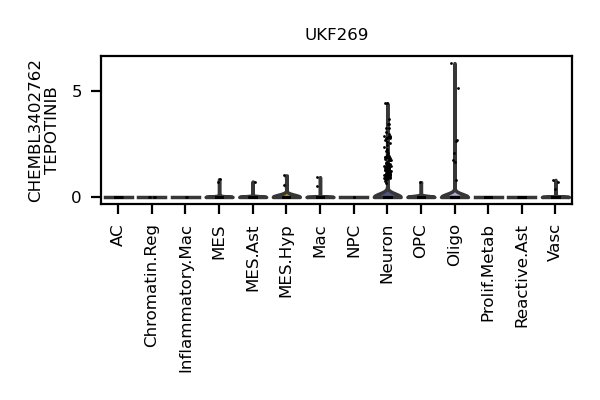 UKF269
CHEMBL3402762
TEPOTINIB
5
0
AC
Chromatin.Reg
Inflammatory.Mac
MES
MES.Ast
MES.Hyp
Mac
NPC
Neuron
OPC
Oligo
Prolif.Metab
Reactive.Ast
Vasc